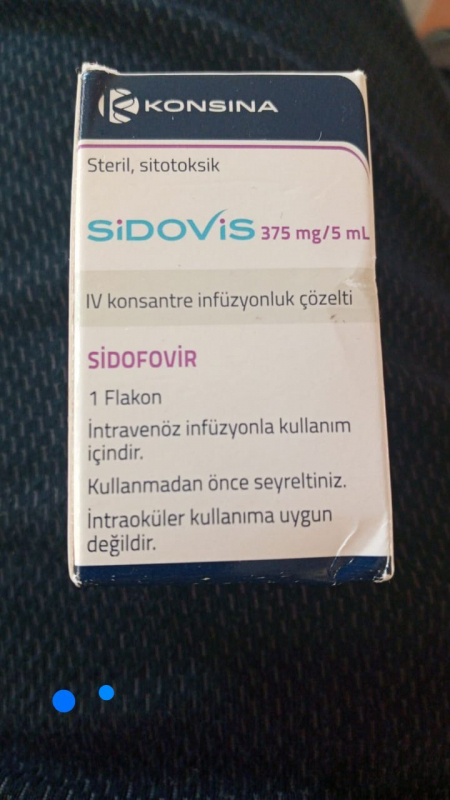 KONSINA
Steril, sitotoksik
SiDOViS 375 mg/5 mL
IV konsantre infüzyonluk çözelti
SİDOFOVİR
1 Flakon
İntravenöz infüzyonla kullanım
içindir.
Kullanmadan önce seyreltiniz.
İntraoküler kullanıma uygun
değildir.